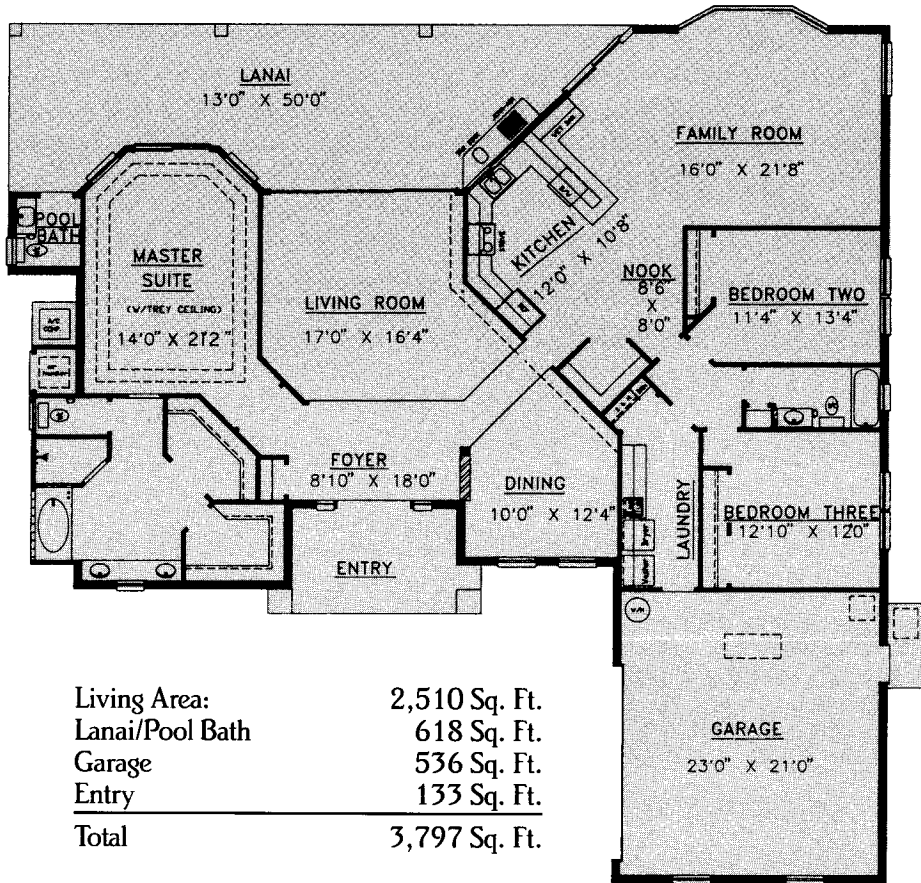 LANAI
13'0" X 50'0"
FAMILY ROOM
16'0" X 21'8"
WET BAR
D/W
POOL
BATH
MASTER
SUITE
(W/TREY CEILING)
14'0" X 21'2"
LIVING ROOM
17'0" X 16'4"
KITCHEN
12'0" X 10'8"
NOOK
8'6"
X
8'0"
BEDROOM TWO
11'4" X 13'4"
FOYER
8'10" X 18'0"
DINING
10'0" X 12'4"
LAUNDRY
Dryer
Washer
BEDROOM THREE
12'10" X 12'0"
ENTRY
W/H
GARAGE
23'0" X 21'0"
Living Area: 2,510 Sq. Ft.
Lanai/Pool Bath 618 Sq. Ft.
Garage 536 Sq. Ft.
Entry 133 Sq. Ft.
Total 3,797 Sq. Ft.